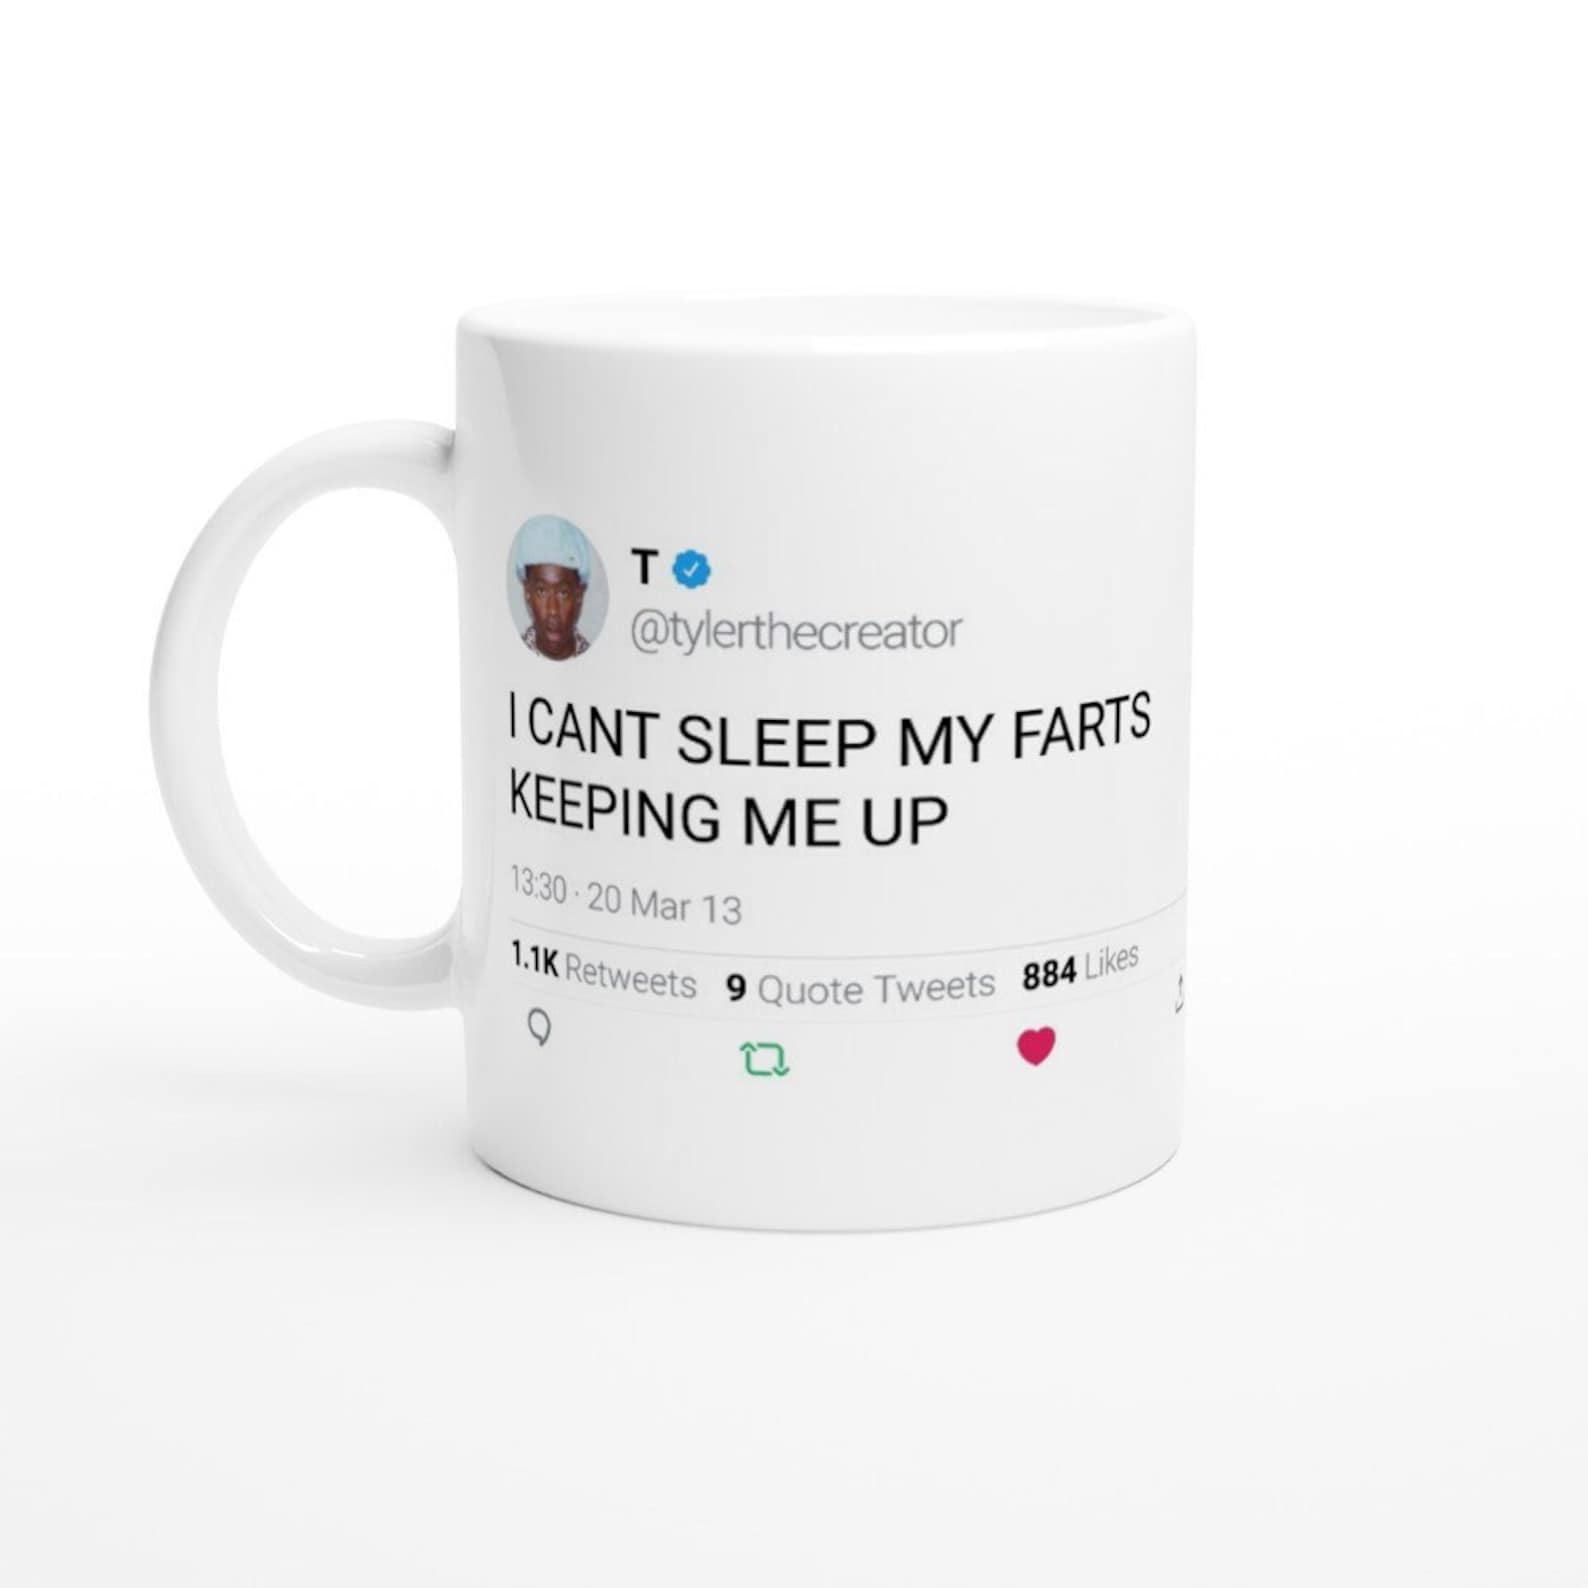 T
@tylerthecreator
I CANT SLEEP MY FARTS
KEEPING ME UP
13:30 · 20 Mar 13
1.1K Retweets 9 Quote Tweets 884 Likes